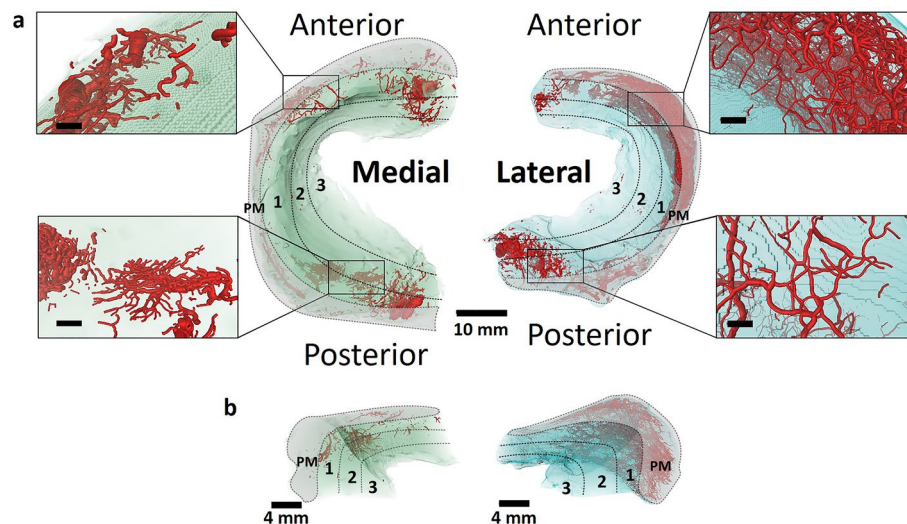 a
Anterior
Anterior
Medial
Lateral
3
2
1
PM
3
2
1
PM
10 mm
Posterior
Posterior
b
PM
1
2
3
3
2
1
PM
4 mm
4 mm